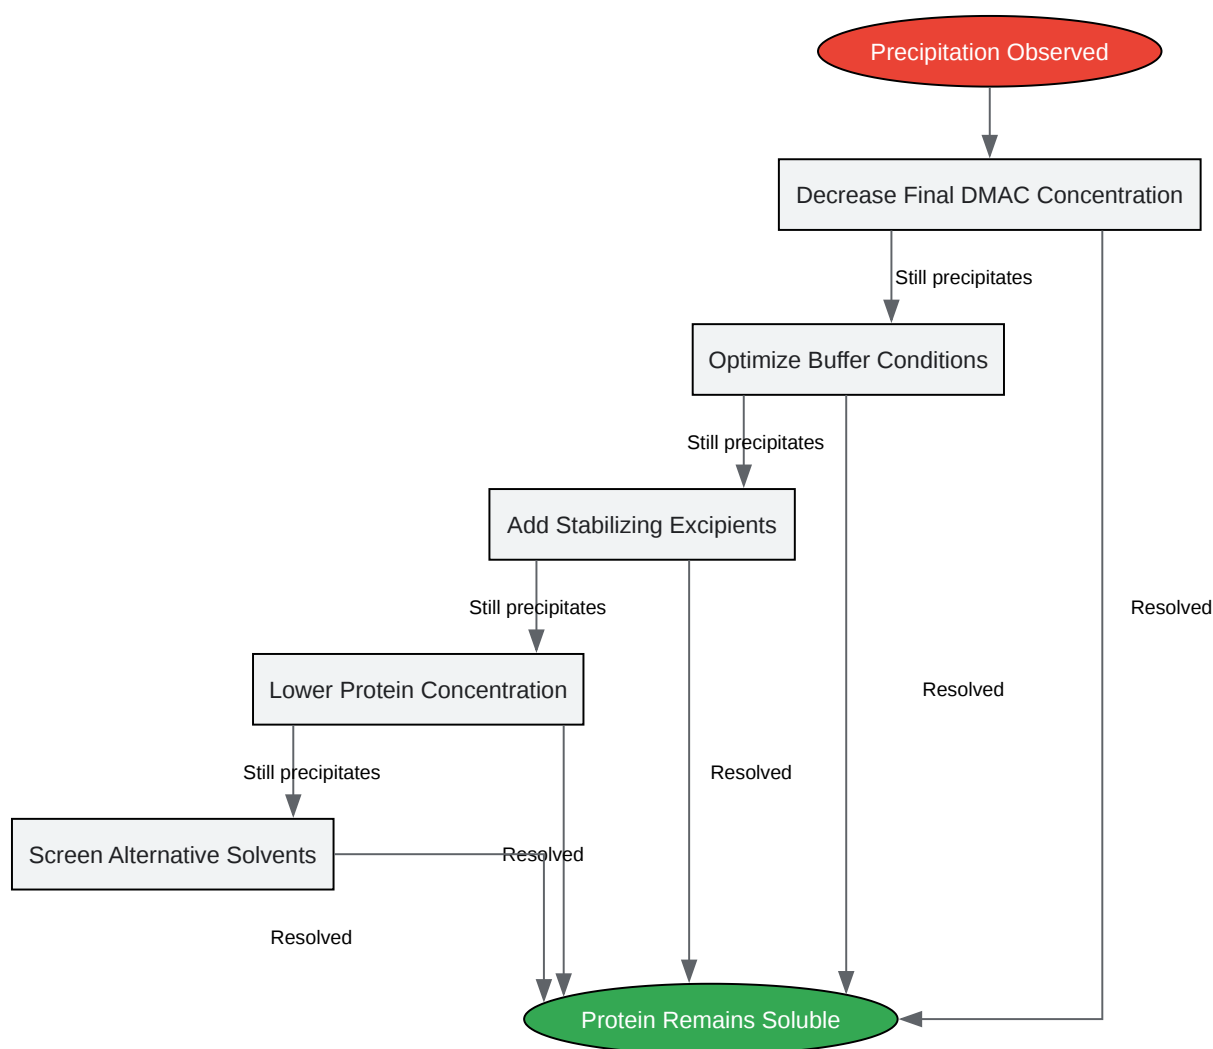 Precipitation Observed
Decrease Final DMAC Concentration
Still precipitates
Optimize Buffer Conditions
Still precipitates
Add Stabilizing Excipients
Still precipitates
Resolved
Lower Protein Concentration
Resolved
Still precipitates
Resolved
Screen Alternative Solvents
Resolved
Resolved
Protein Remains Soluble